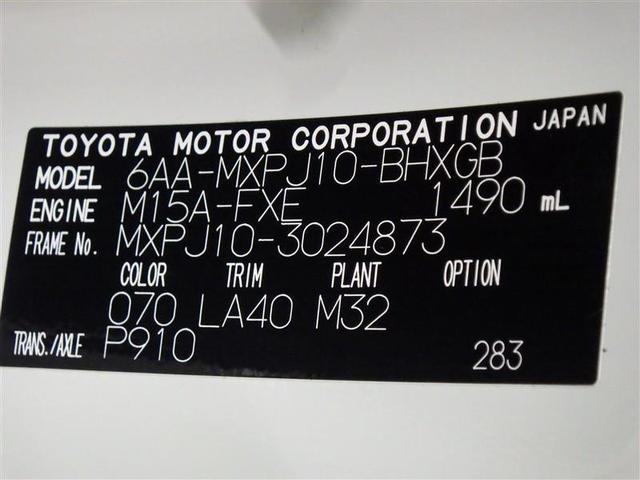 TOYOTA MOTOR CORPORATION JAPAN
MODEL 6AA-MXPJ10-BHXGB
ENGINE M15A-FXE 1490 mL
FRAME No. MXPJ10-3024873
COLOR TRIM PLANT OPTION
070 LA40 M32
TRANS./AXLE P910 283